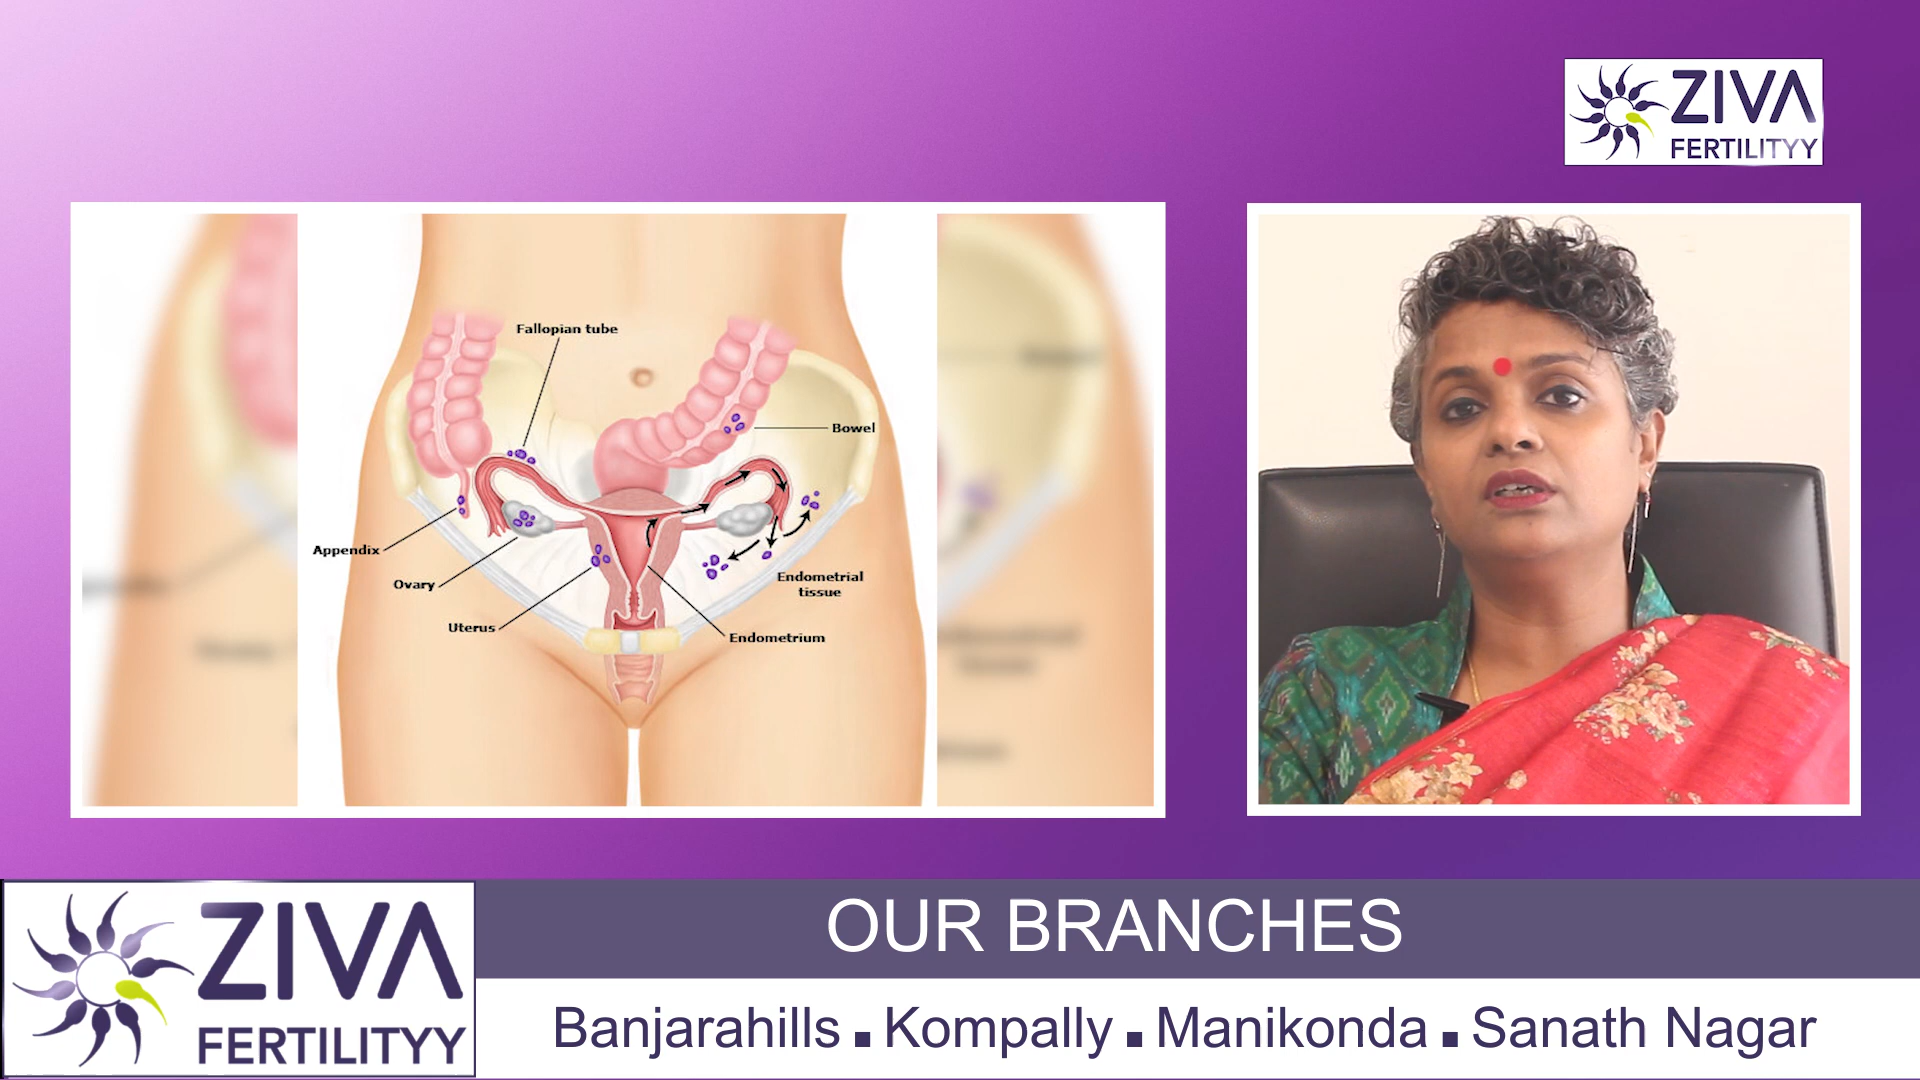 ZIVA
FERTILITYY
Fallopian tube
Bowel
Appendix
Ovary
Endometrial
tissue
Uterus
Endometrium
ZIVA
FERTILITYY
OUR BRANCHES
Banjarahills ■ Kompally ■ Manikonda ■ Sanath Nagar